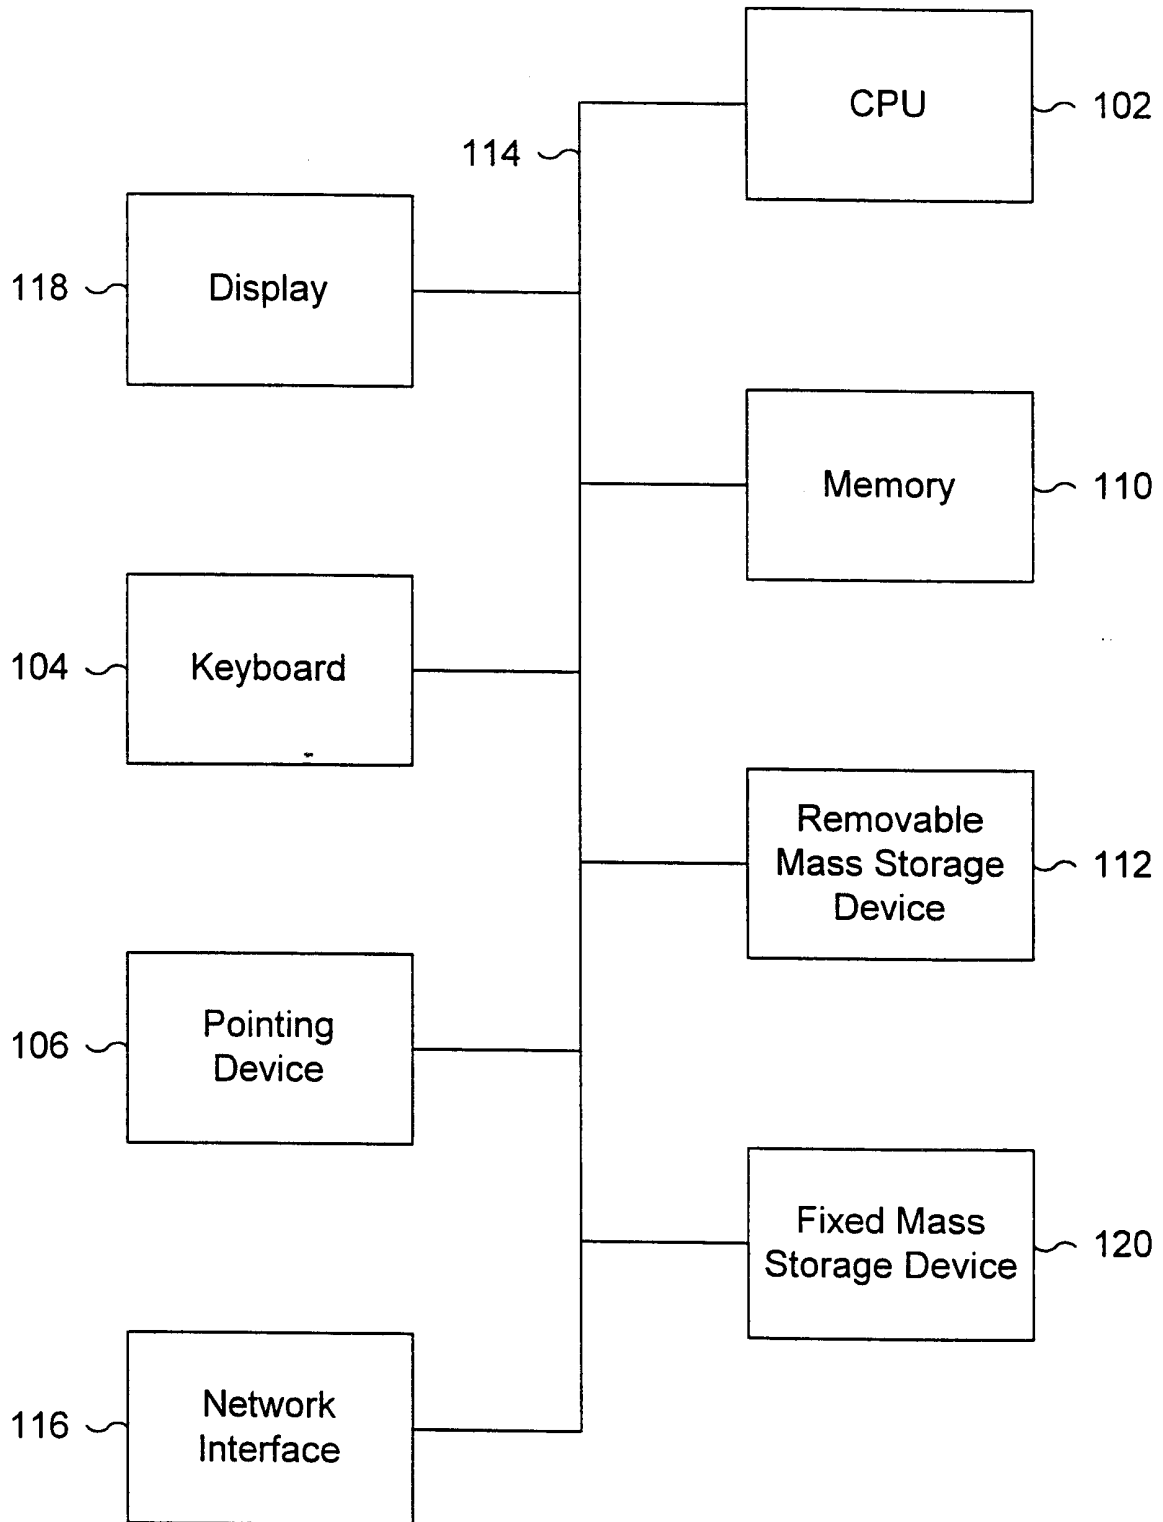 CPU
102
114
118
Display
Memory
110
104
Keyboard
Removable
Mass Storage
Device
112
106
Pointing
Device
Fixed Mass
Storage Device
120
116
Network
Interface